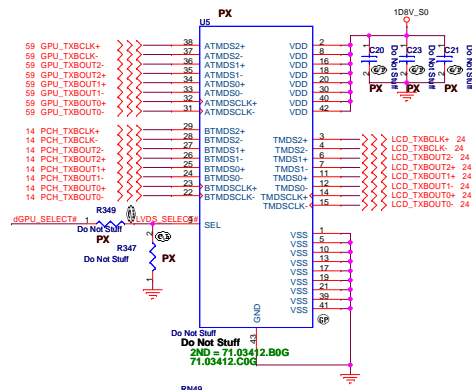 PX
U5
1D8V_S0
59 GPU_TXBCLK+ 38 ATMDS2+ VDD 2
59 GPU_TXBCLK- 37 ATMDS2- VDD 8
59 GPU_TXBOUT2- 36 ATMDS1+ VDD 16
59 GPU_TXBOUT2+ 35 ATMDS1- VDD 18
59 GPU_TXBOUT1+ 34 ATMDS0+ VDD 20
59 GPU_TXBOUT1- 33 ATMDS0- VDD 30
59 GPU_TXBOUT0+ 32 ATMDSCLK+ VDD 40
59 GPU_TXBOUT0- 31 ATMDSCLK- VDD 42
C20 C23 C21
1 1 1
2 2 2
Do Not Stuff
Do Not Stuff
Do Not Stuff
PX PX
14 PCH_TXBCLK+ 29 BTMDS2+
14 PCH_TXBCLK- 28 BTMDS2- TMDS2+ 3 LCD_TXBCLK+ 24
14 PCH_TXBOUT2- 27 BTMDS1+ TMDS2- 4 LCD_TXBCLK- 24
14 PCH_TXBOUT2+ 26 BTMDS1- TMDS1+ 6 LCD_TXBOUT2- 24
14 PCH_TXBOUT1+ 25 BTMDS0+ TMDS1- 7 LCD_TXBOUT2+ 24
14 PCH_TXBOUT1- 24 BTMDS0- TMDS0+ 11 LCD_TXBOUT1+ 24
14 PCH_TXBOUT0+ 23 BTMDSCLK+ TMDS0- 12 LCD_TXBOUT1- 24
14 PCH_TXBOUT0- 22 BTMDSCLK- TMDSCLK+ 14 LCD_TXBOUT0+ 24
TMDSCLK- 15 LCD_TXBOUT0- 24
R349
dGPU_SELECT# 1 LVDS_SELECT# 9 SEL
Do Not Stuff
PX
R347
2
1
Do Not Stuff
PX
VSS 1
VSS 5
VSS 10
VSS 13
VSS 17
VSS 19
VSS 21
VSS 39
VSS 41
GND
43
Do Not Stuff
Do Not Stuff
2ND = 71.03412.B0G
71.03412.C0G
RN49